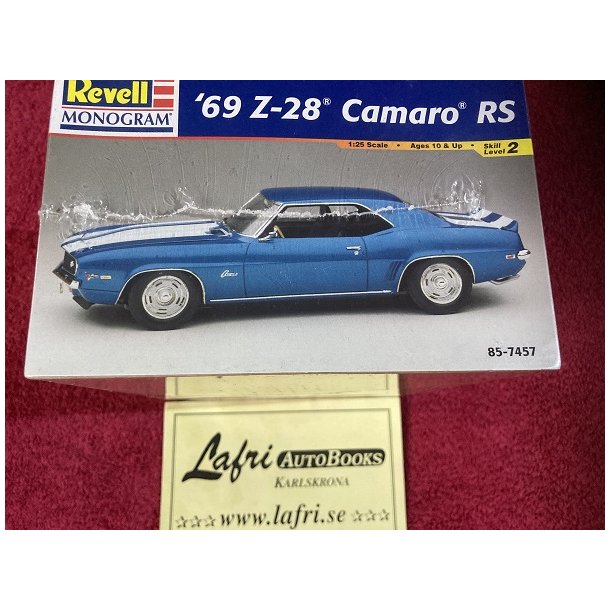 Revell
MONOGRAM®
'69 Z-28® Camaro® RS
1:25 Scale • Ages 10 & Up • Skill Level 2
Camaro
85-7457
Lafri AUTOBOOKS
KARLSKRONA
☆☆☆ www.lafri.se ☆☆☆